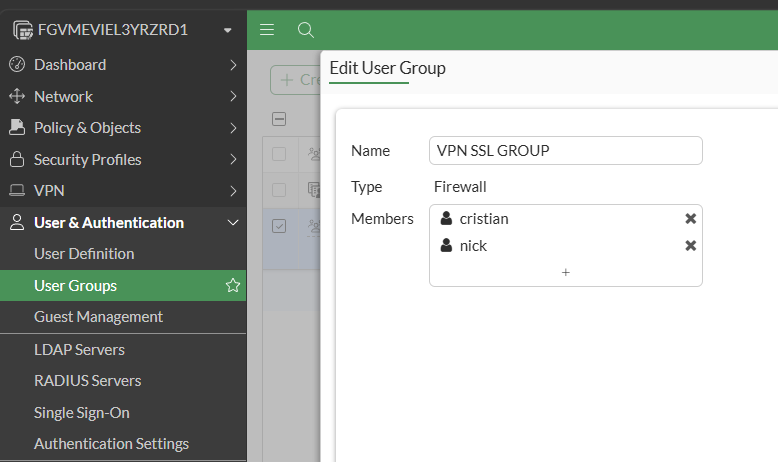 FGVMEVIEL3YRZRD1
Dashboard
Network
Policy & Objects
Security Profiles
VPN
User & Authentication
User Definition
User Groups
Guest Management
LDAP Servers
RADIUS Servers
Single Sign-On
Authentication Settings
+ Cre
Edit User Group
Name VPN SSL GROUP
Type Firewall
Members cristian
nick
+